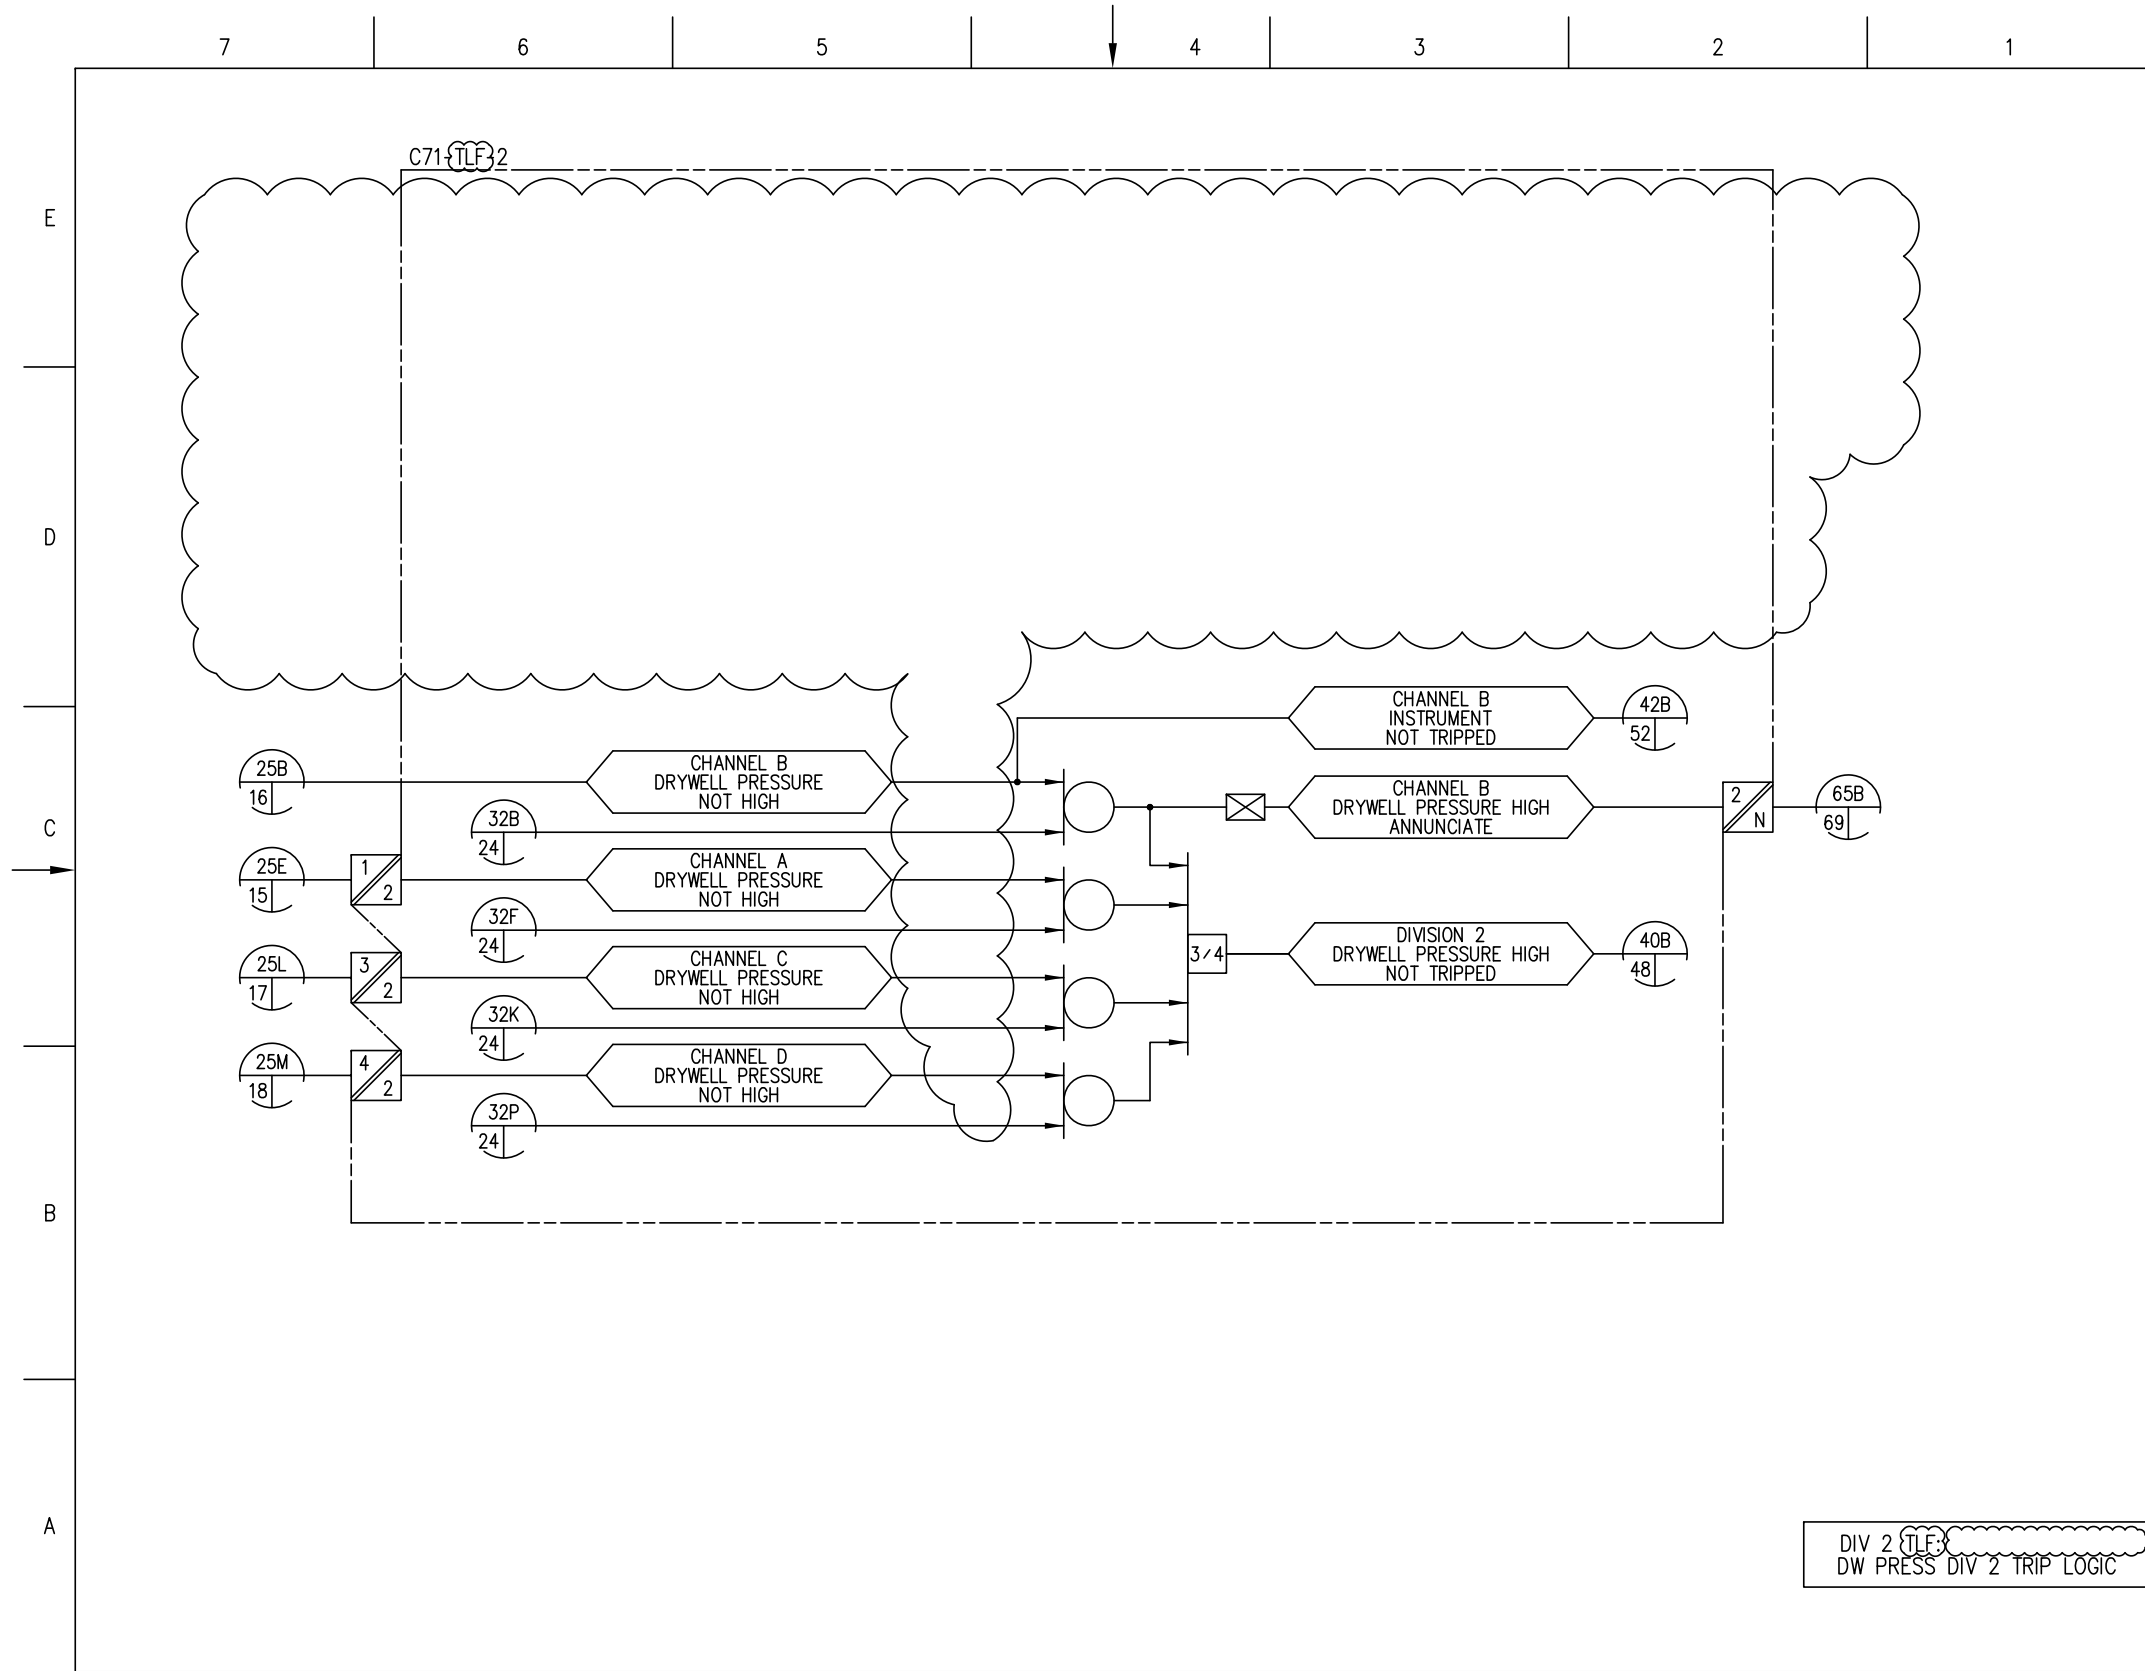 7 6 5 4 3 2 1
E
D
C
B
A
C71-TLF-2
CHANNEL B
INSTRUMENT
NOT TRIPPED
42B
52
25B
16
CHANNEL B
DRYWELL PRESSURE
NOT HIGH
32B
24
CHANNEL B
DRYWELL PRESSURE HIGH
ANNUNCIATE
2
N
65B
69
25E
15
1
2
CHANNEL A
DRYWELL PRESSURE
NOT HIGH
32F
24
25L
17
3
2
CHANNEL C
DRYWELL PRESSURE
NOT HIGH
3/4
DIVISION 2
DRYWELL PRESSURE HIGH
NOT TRIPPED
40B
48
32K
24
25M
18
4
2
CHANNEL D
DRYWELL PRESSURE
NOT HIGH
32P
24
DIV 2 TLF:
DW PRESS DIV 2 TRIP LOGIC